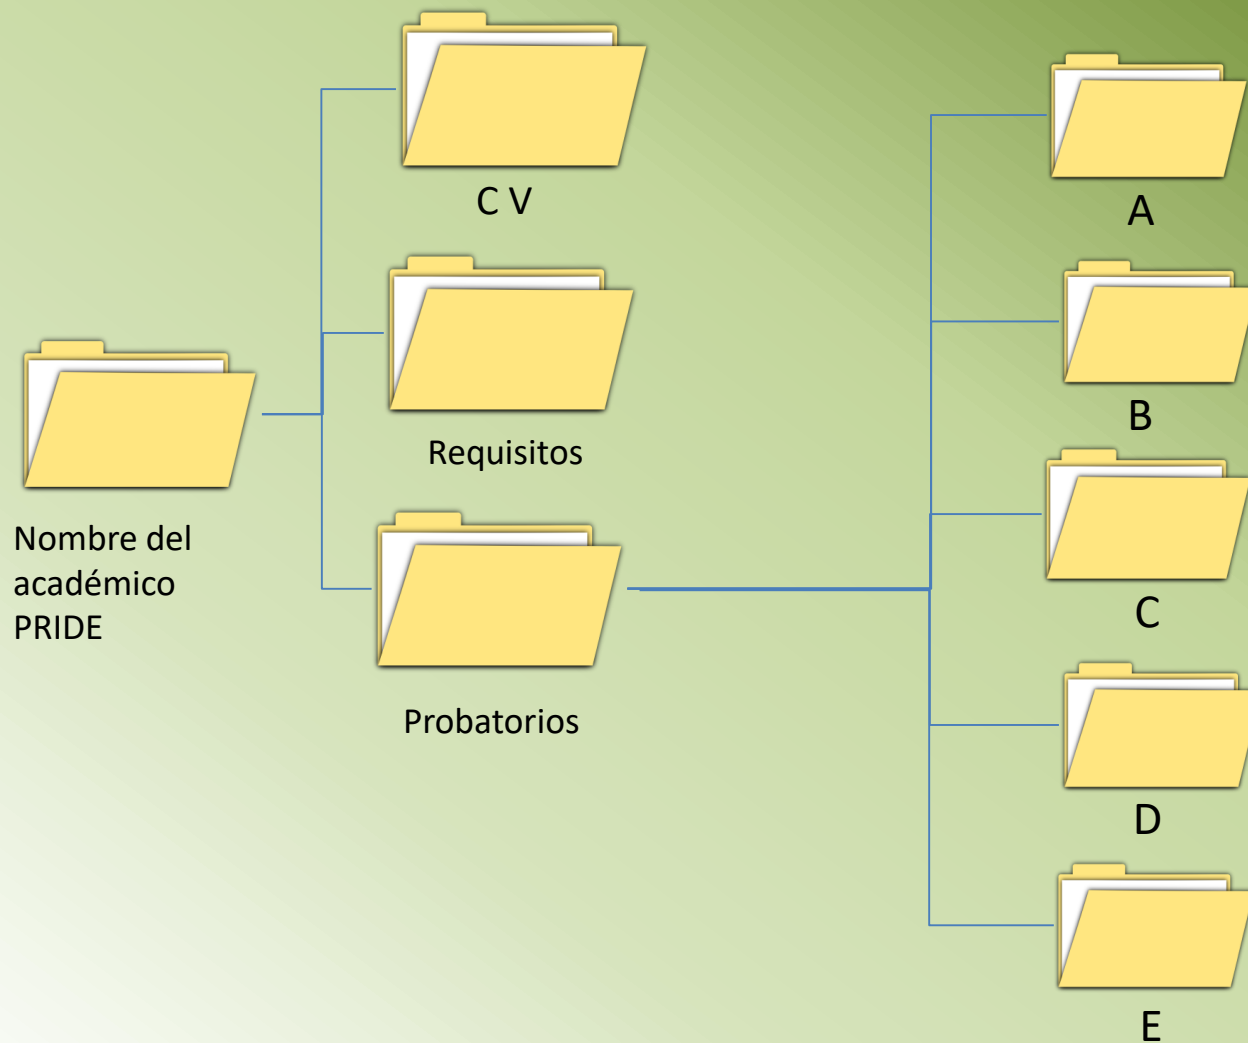 C V
Requisitos
Nombre del
académico
PRIDE
Probatorios
A
B
C
D
E